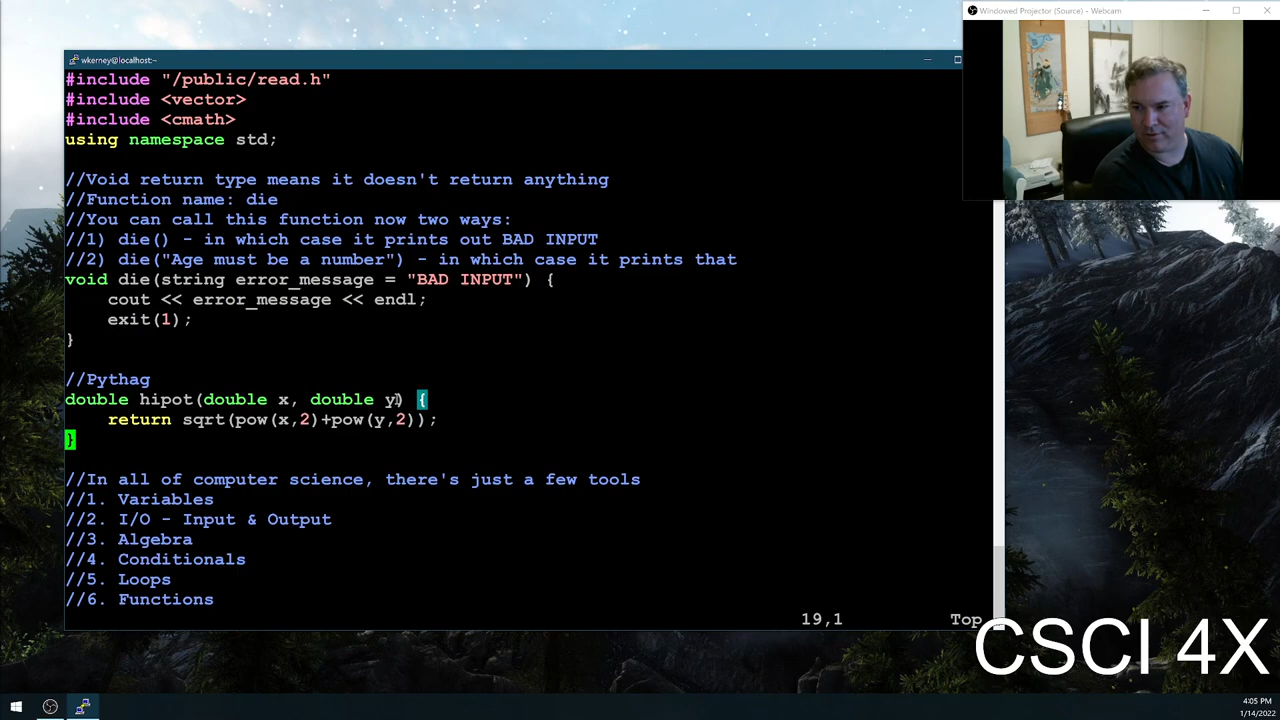 Windowed Projector (Source) - Webcam
wkerney@localhost:~
#include "/public/read.h"
#include <vector>
#include <cmath>
using namespace std;
//Void return type means it doesn't return anything
//Function name: die
//You can call this function now two ways:
//1) die() - in which case it prints out BAD INPUT
//2) die("Age must be a number") - in which case it prints that
void die(string error_message = "BAD INPUT") {
cout << error_message << endl;
exit(1);
}
//Pythag
double hipot(double x, double y) {
return sqrt(pow(x,2)+pow(y,2));
}
//In all of computer science, there's just a few tools
//1. Variables
//2. I/O - Input & Output
//3. Algebra
//4. Conditionals
//5. Loops
//6. Functions
19,1 Top
CSCI 4X
4:05 PM
1/14/2022